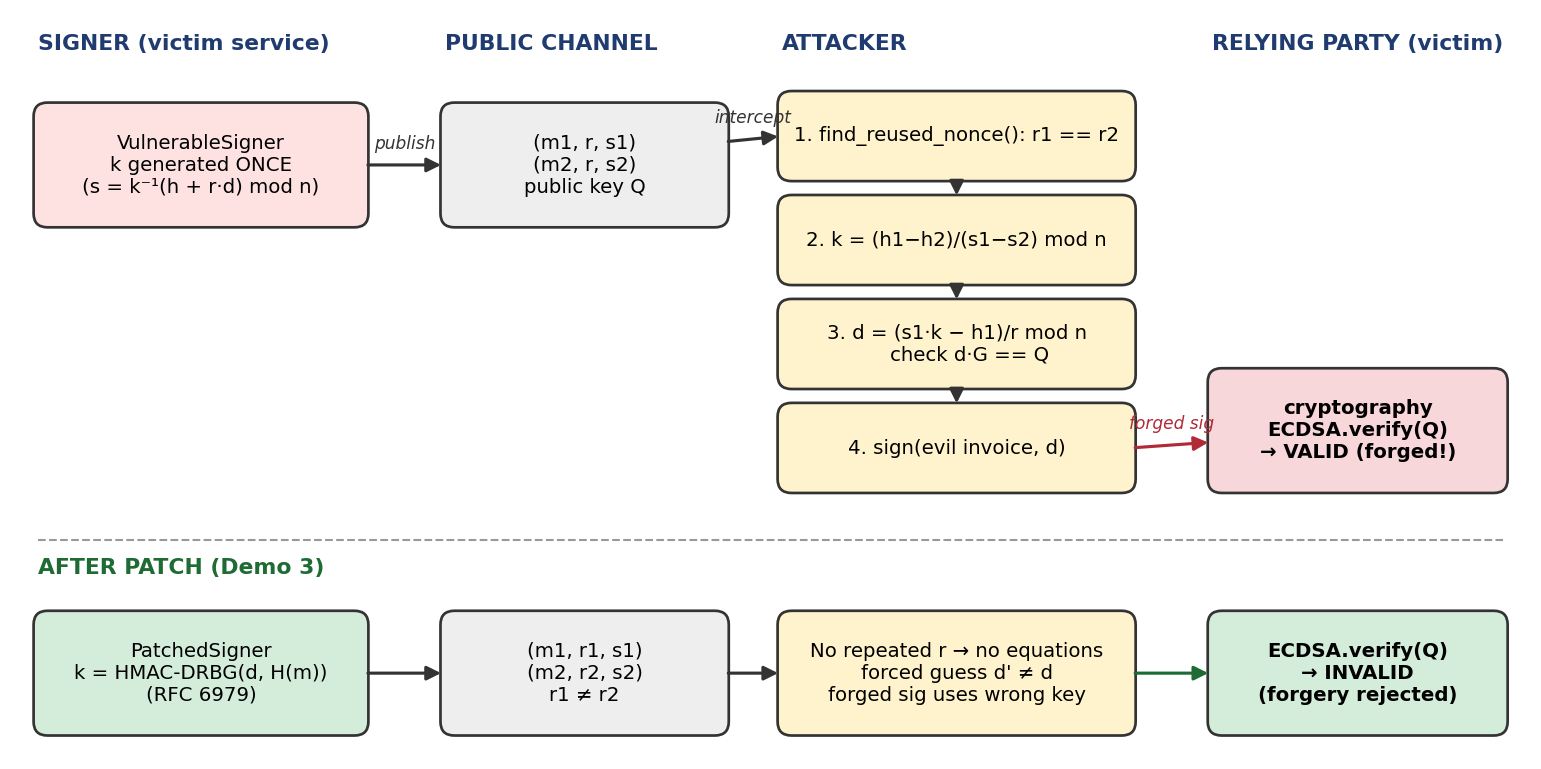 SIGNER (victim service)
PUBLIC CHANNEL
ATTACKER
RELYING PARTY (victim)
VulnerableSigner
k generated ONCE
(s = k⁻¹(h + r·d) mod n)
publish
(m1, r, s1)
(m2, r, s2)
public key Q
intercept
1. find_reused_nonce(): r1 == r2
2. k = (h1−h2)/(s1−s2) mod n
3. d = (s1·k − h1)/r mod n
check d·G == Q
4. sign(evil invoice, d)
forged sig
cryptography
ECDSA.verify(Q)
→ VALID (forged!)
AFTER PATCH (Demo 3)
PatchedSigner
k = HMAC-DRBG(d, H(m))
(RFC 6979)
(m1, r1, s1)
(m2, r2, s2)
r1 ≠ r2
No repeated r → no equations
forced guess d' ≠ d
forged sig uses wrong key
ECDSA.verify(Q)
→ INVALID
(forgery rejected)